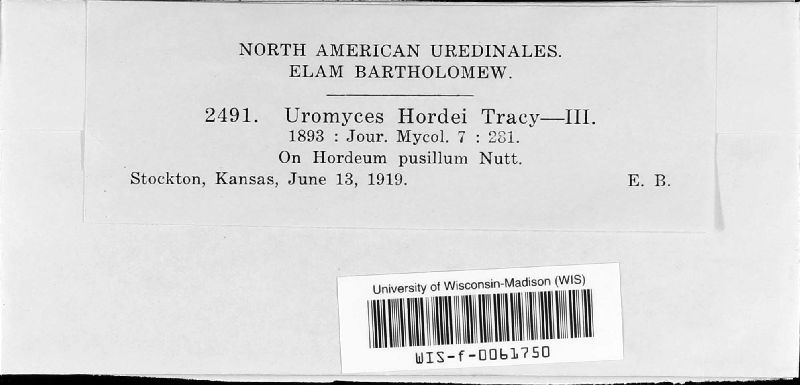 NORTH AMERICAN UREDINALES.
ELAM BARTHOLOMEW.
2491. Uromyces Hordei Tracy—III.
1893 : Jour. Mycol. 7 : 281.
On Hordeum pusillum Nutt.
Stockton, Kansas, June 13, 1919. E. B.
University of Wisconsin-Madison (WIS)
WIS-f-0061750